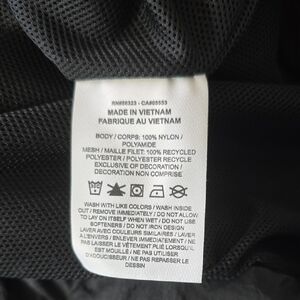 RN#56323 - CA#05553
MADE IN VIETNAM
FABRIQUE AU VIETNAM
BODY / CORPS: 100% NYLON /
POLYAMIDE
MESH / MAILLE FILET: 100% RECYCLED
POLYESTER / POLYESTER RECYCLE
EXCLUSIVE OF DECORATION /
DECORATION NON COMPRISE
WASH WITH LIKE COLORS / WASH INSIDE
OUT / REMOVE IMMEDIATELY / DO NOT ALLOW
TO LAY ON ITSELF WHEN WET / DO NOT USE
SOFTENERS / DO NOT IRON DESIGN
LAVER AVEC COULEURS SIMILAIRES / LAVER
À L'ENVERS / ENLEVER IMMEDIATEMENT / NE
PAS LAISSER LE VÊTEMENT PLIÉ LORSQU'IL
EST MOUILLÉ / NE PAS UTILISER
D'ADOUCISSEUR / NE PAS REPASSER LE
DESSIN